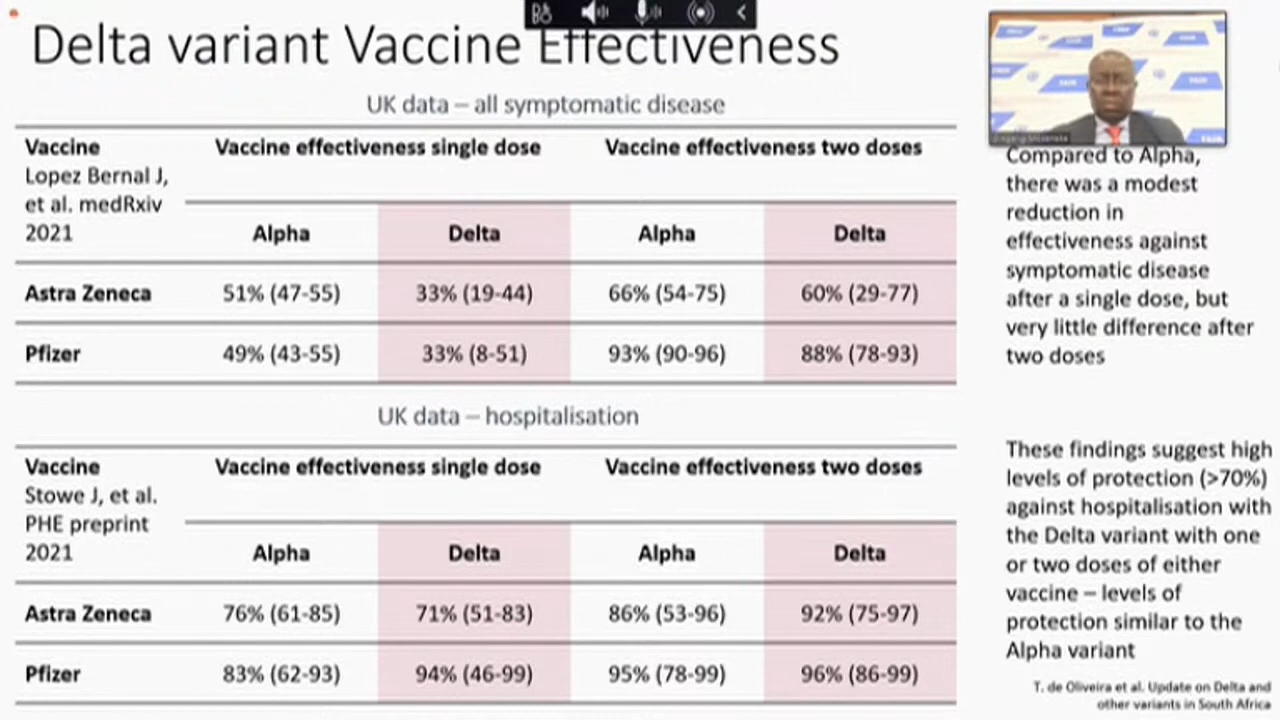 Delta variant Vaccine Effectiveness
UK data – all symptomatic disease
Vaccine
Lopez Bernal J,
et al. medRxiv
2021
Vaccine effectiveness single dose
Vaccine effectiveness two doses
Alpha
Delta
Alpha
Delta
Astra Zeneca 51% (47-55) 33% (19-44) 66% (54-75) 60% (29-77)
Pfizer 49% (43-55) 33% (8-51) 93% (90-96) 88% (78-93)
Compared to Alpha,
there was a modest
reduction in
effectiveness against
symptomatic disease
after a single dose, but
very little difference after
two doses
UK data – hospitalisation
Vaccine
Stowe J, et al.
PHE preprint
2021
Vaccine effectiveness single dose
Vaccine effectiveness two doses
Alpha
Delta
Alpha
Delta
Astra Zeneca 76% (61-85) 71% (51-83) 86% (53-96) 92% (75-97)
Pfizer 83% (62-93) 94% (46-99) 95% (78-99) 96% (86-99)
These findings suggest high
levels of protection (>70%)
against hospitalisation with
the Delta variant with one
or two doses of either
vaccine – levels of
protection similar to the
Alpha variant
T. de Oliveira et al. Update on Delta and
other variants in South Africa